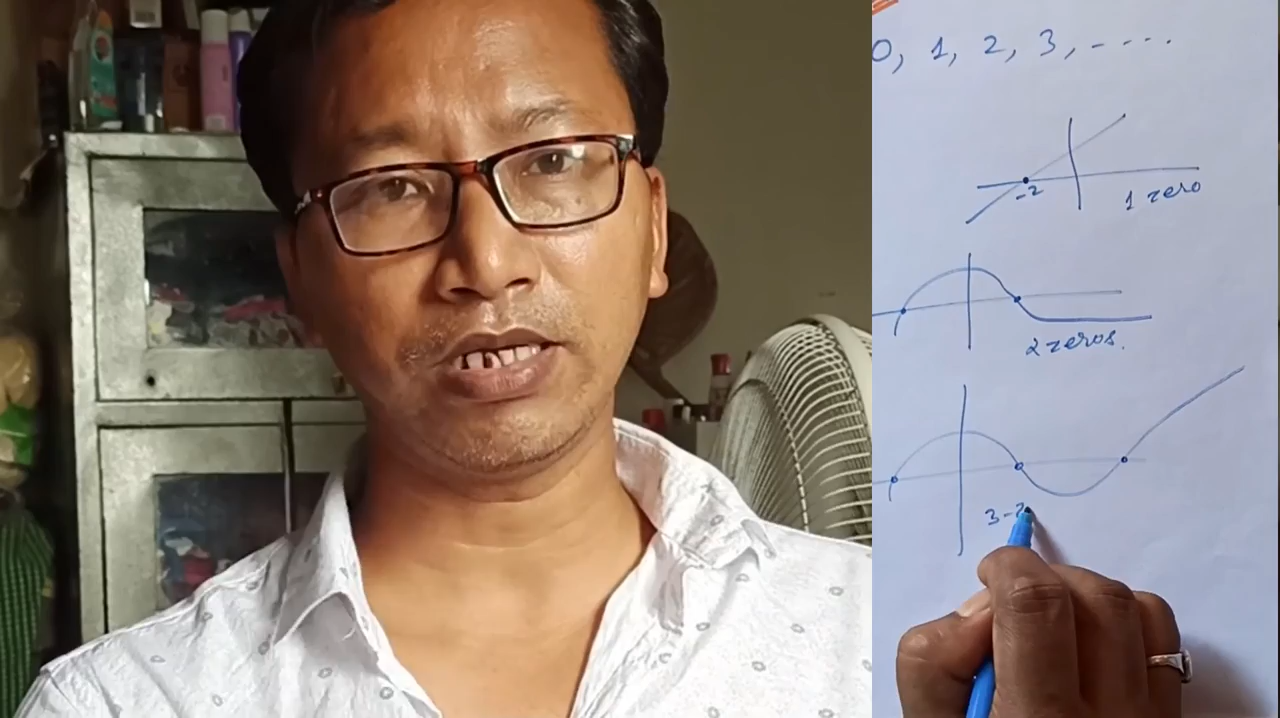 0, 1, 2, 3, - - - -.
-2
1 zero
2 zeros.
3-z